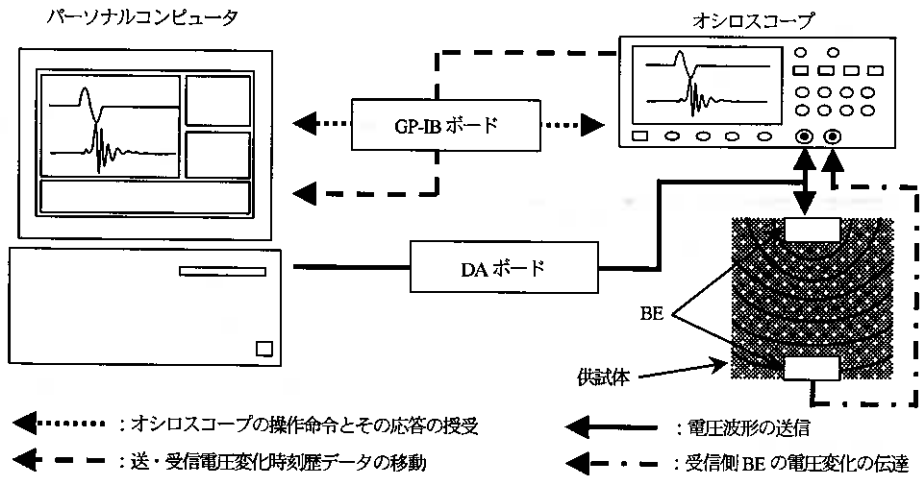 パーソナルコンピュータ
オシロスコープ
GP-IB ボード
DA ボード
BE
供試体
：オシロスコープの操作命令とその応答の授受
：電圧波形の送信
：送・受信電圧変化時刻歴データの移動
：受信側 BE の電圧変化の伝達